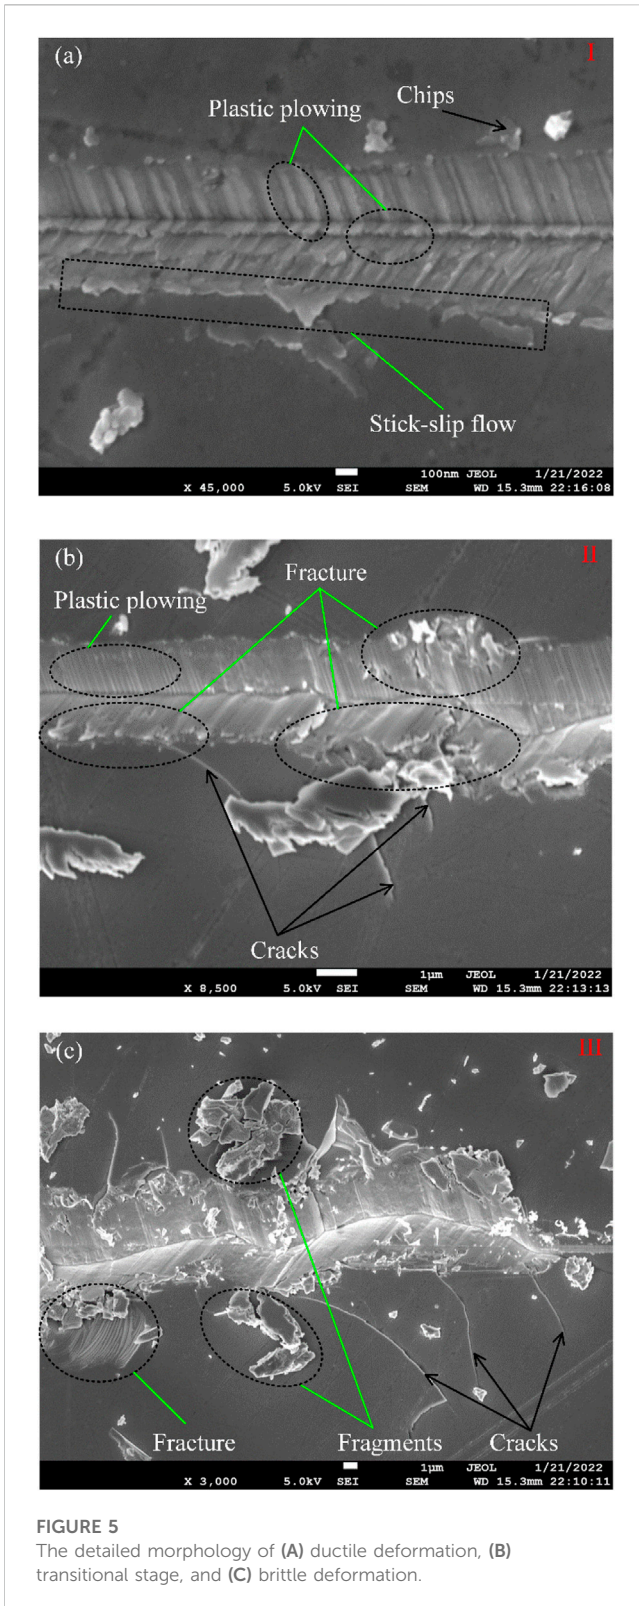 (a)
I
Chips
Plastic plowing
Stick-slip flow
100nm JEOL 1/21/2022
X 45,000 5.0kV SEI SEM WD 15.3mm 22:16:08
(b)
II
Fracture
Plastic plowing
Cracks
1μm JEOL 1/21/2022
X 8,500 5.0kV SEI SEM WD 15.3mm 22:13:13
(c)
III
Fracture Fragments Cracks
1μm JEOL 1/21/2022
X 3,000 5.0kV SEI SEM WD 15.3mm 22:10:11
FIGURE 5
The detailed morphology of (A) ductile deformation, (B)
transitional stage, and (C) brittle deformation.